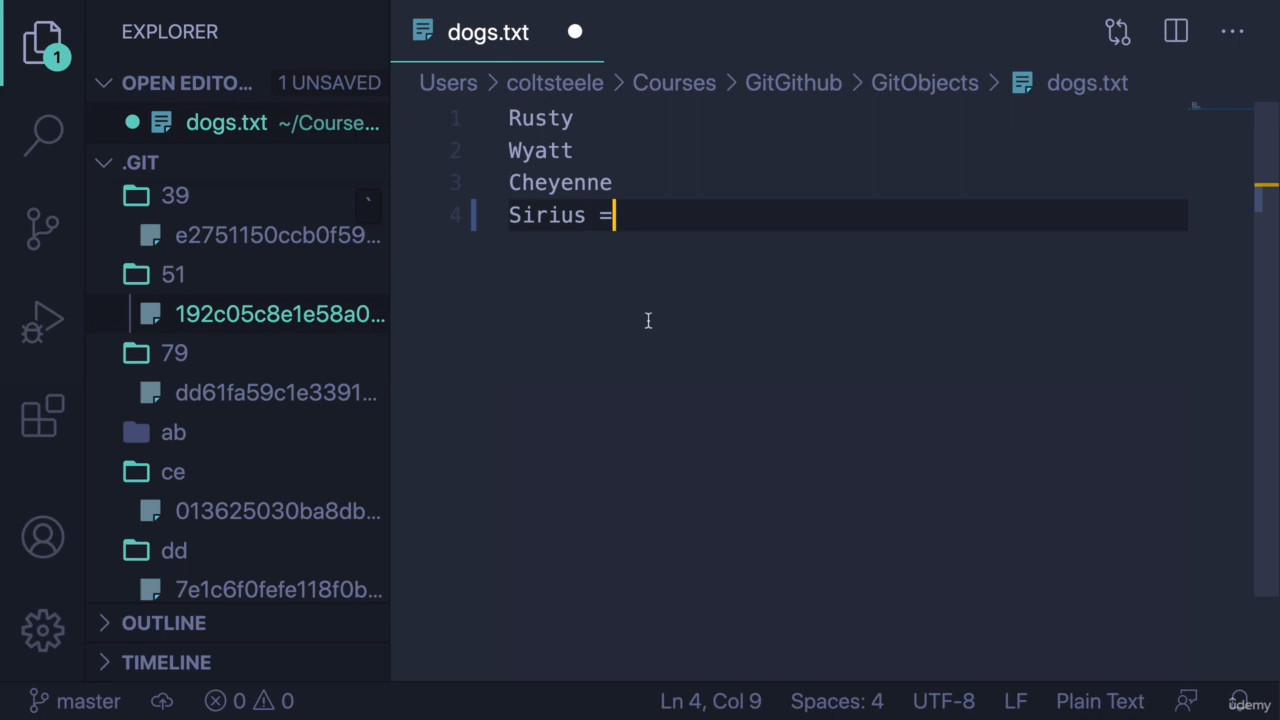 EXPLORER
dogs.txt
1
OPEN EDITO... 1 UNSAVED
Users > coltsteele > Courses > GitGithub > GitObjects > dogs.txt
dogs.txt ~/Course...
.GIT
39
`
e2751150ccb0f59...
51
192c05c8e1e58a0...
79
dd61fa59c1e3391...
ab
ce
013625030ba8db...
dd
7e1c6f0fefe118f0b...
OUTLINE
TIMELINE
1 Rusty
2 Wyatt
3 Cheyenne
4 Sirius =
master 0 0 Ln 4, Col 9 Spaces: 4 UTF-8 LF Plain Text
ûdemy